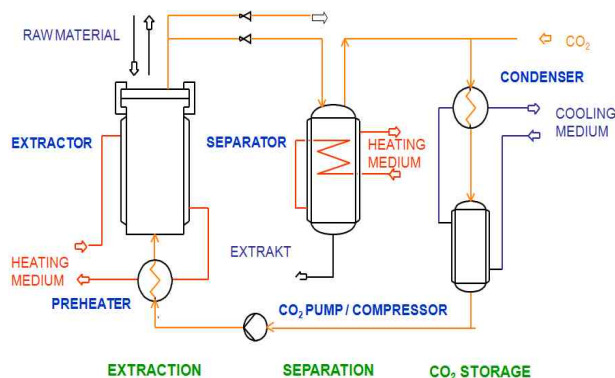 RAW MATERIAL
CO₂
CONDENSER
COOLING
MEDIUM
EXTRACTOR
SEPARATOR
HEATING
MEDIUM
EXTRAKT
HEATING
MEDIUM
PREHEATER
CO₂ PUMP / COMPRESSOR
EXTRACTION
SEPARATION
CO₂ STORAGE